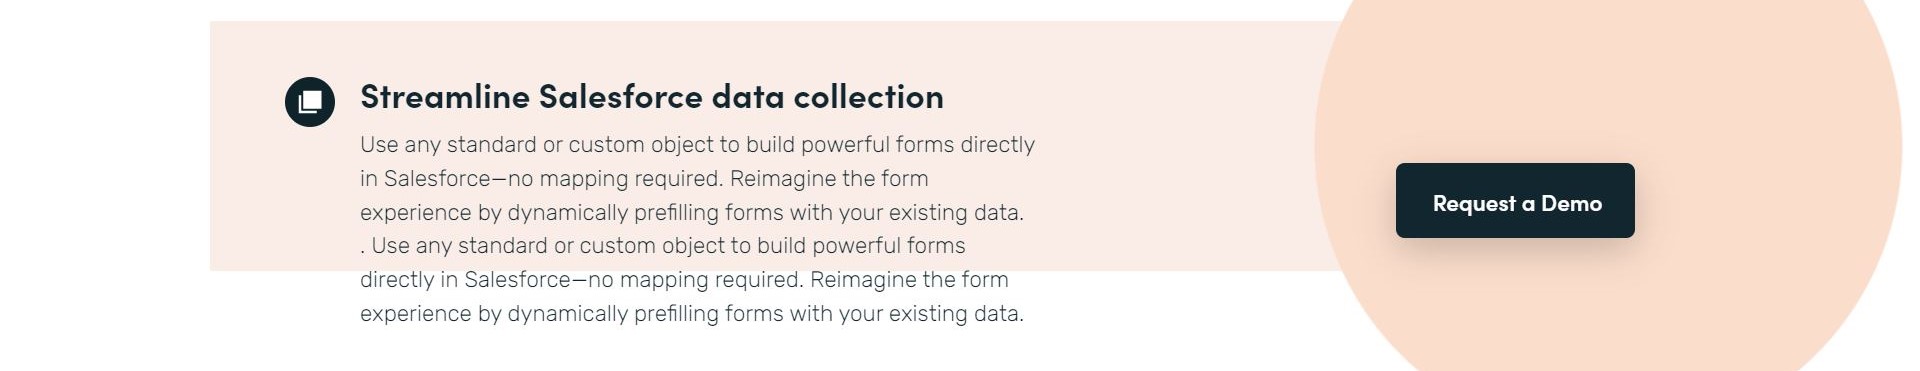 Streamline Salesforce data collection
Use any standard or custom object to build powerful forms directly
in Salesforce—no mapping required. Reimagine the form
experience by dynamically prefilling forms with your existing data.
. Use any standard or custom object to build powerful forms
directly in Salesforce—no mapping required. Reimagine the form
experience by dynamically prefilling forms with your existing data.
Request a Demo